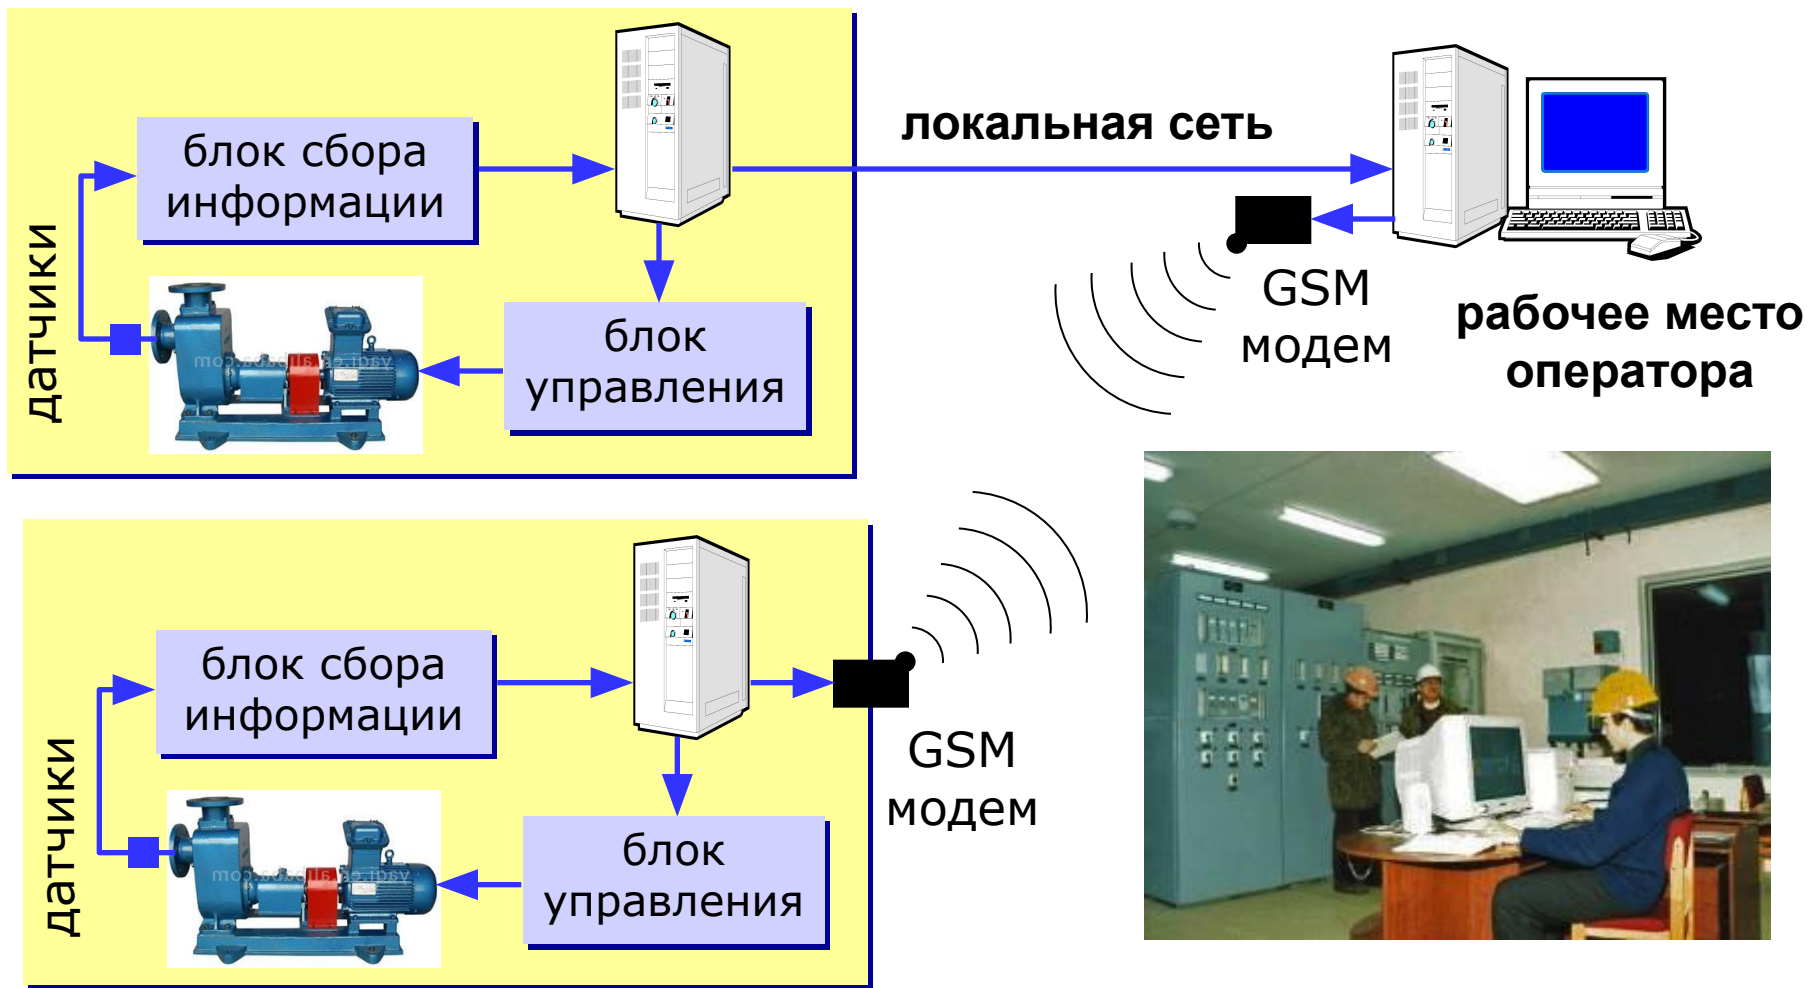 блок сбора
информации
датчики
блок
управления
локальная сеть
GSM
модем
рабочее место
оператора
блок сбора
информации
датчики
блок
управления
GSM
модем